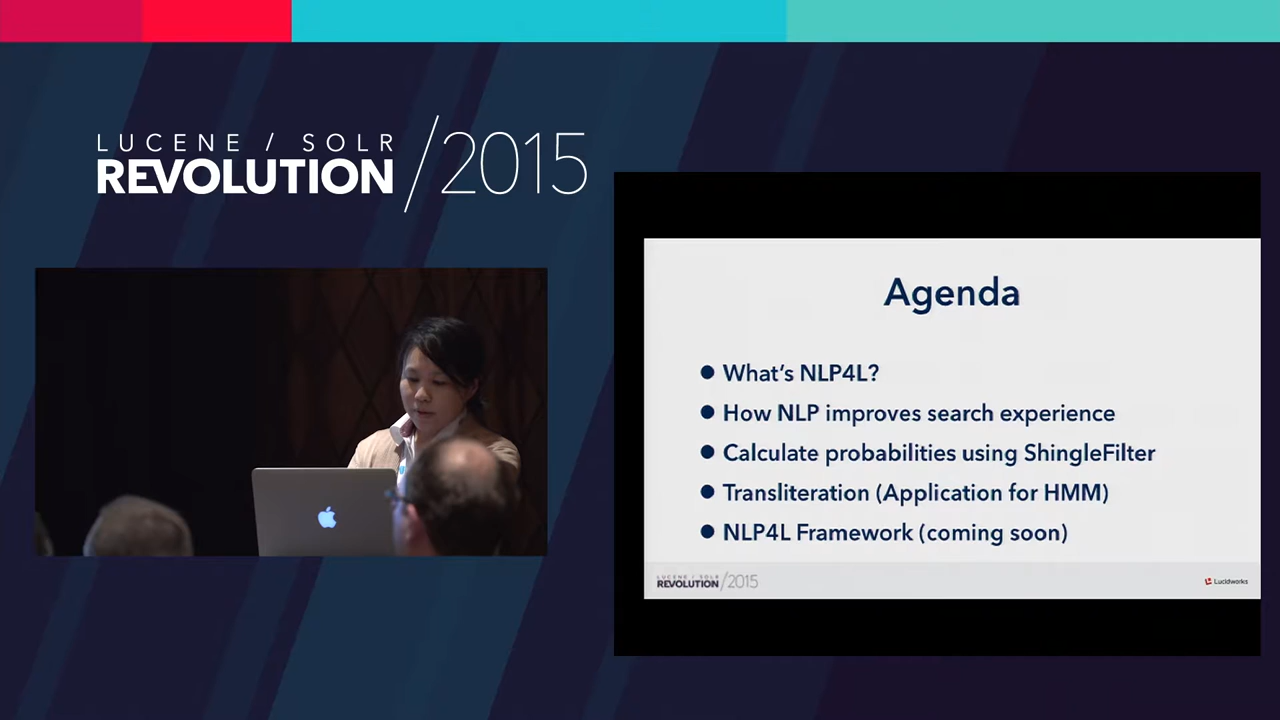 LUCENE / SOLR
REVOLUTION /2015
Agenda
● What's NLP4L?
● How NLP improves search experience
● Calculate probabilities using ShingleFilter
● Transliteration (Application for HMM)
● NLP4L Framework (coming soon)
LUCENE / SOLR
REVOLUTION /2015
Lucidworks